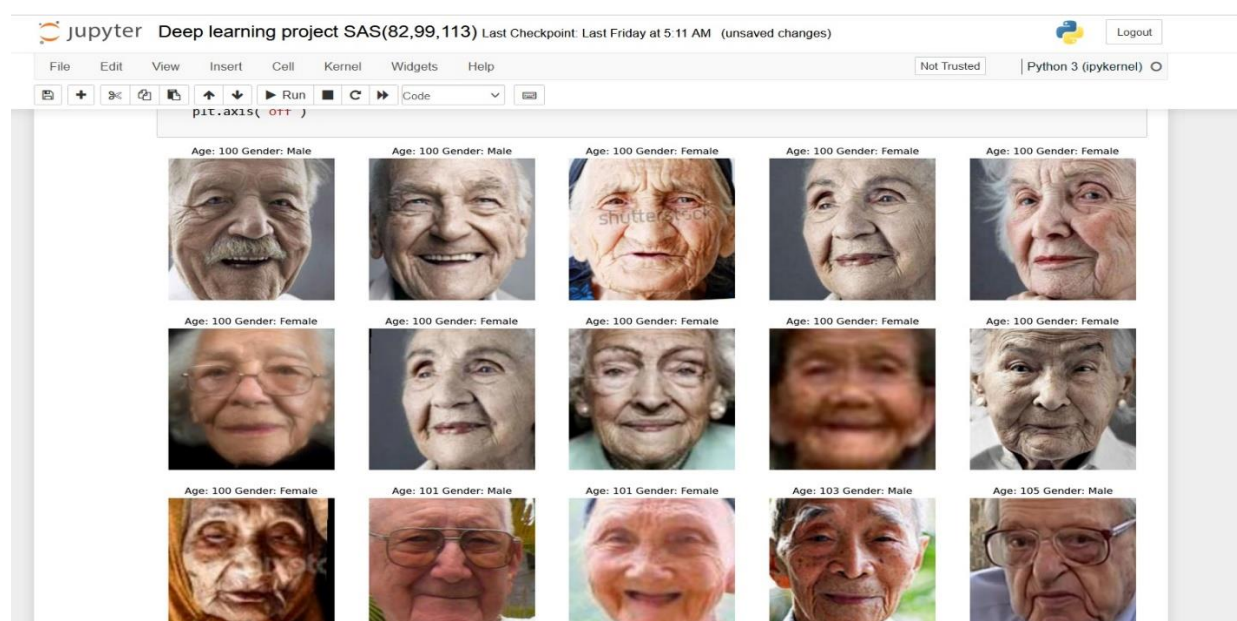 jupyter Deep learning project SAS(82,99,113) Last Checkpoint: Last Friday at 5:11 AM (unsaved changes)
Logout
File Edit View Insert Cell Kernel Widgets Help
Not Trusted
Python 3 (ipykernel)
Run
Code
plt.axis('off')
Age: 100 Gender: Male Age: 100 Gender: Male Age: 100 Gender: Female Age: 100 Gender: Female Age: 100 Gender: Female
shutterstock
Age: 100 Gender: Female Age: 100 Gender: Female Age: 100 Gender: Female Age: 100 Gender: Female Age: 100 Gender: Female
Age: 100 Gender: Female Age: 101 Gender: Male Age: 101 Gender: Female Age: 103 Gender: Male Age: 105 Gender: Male